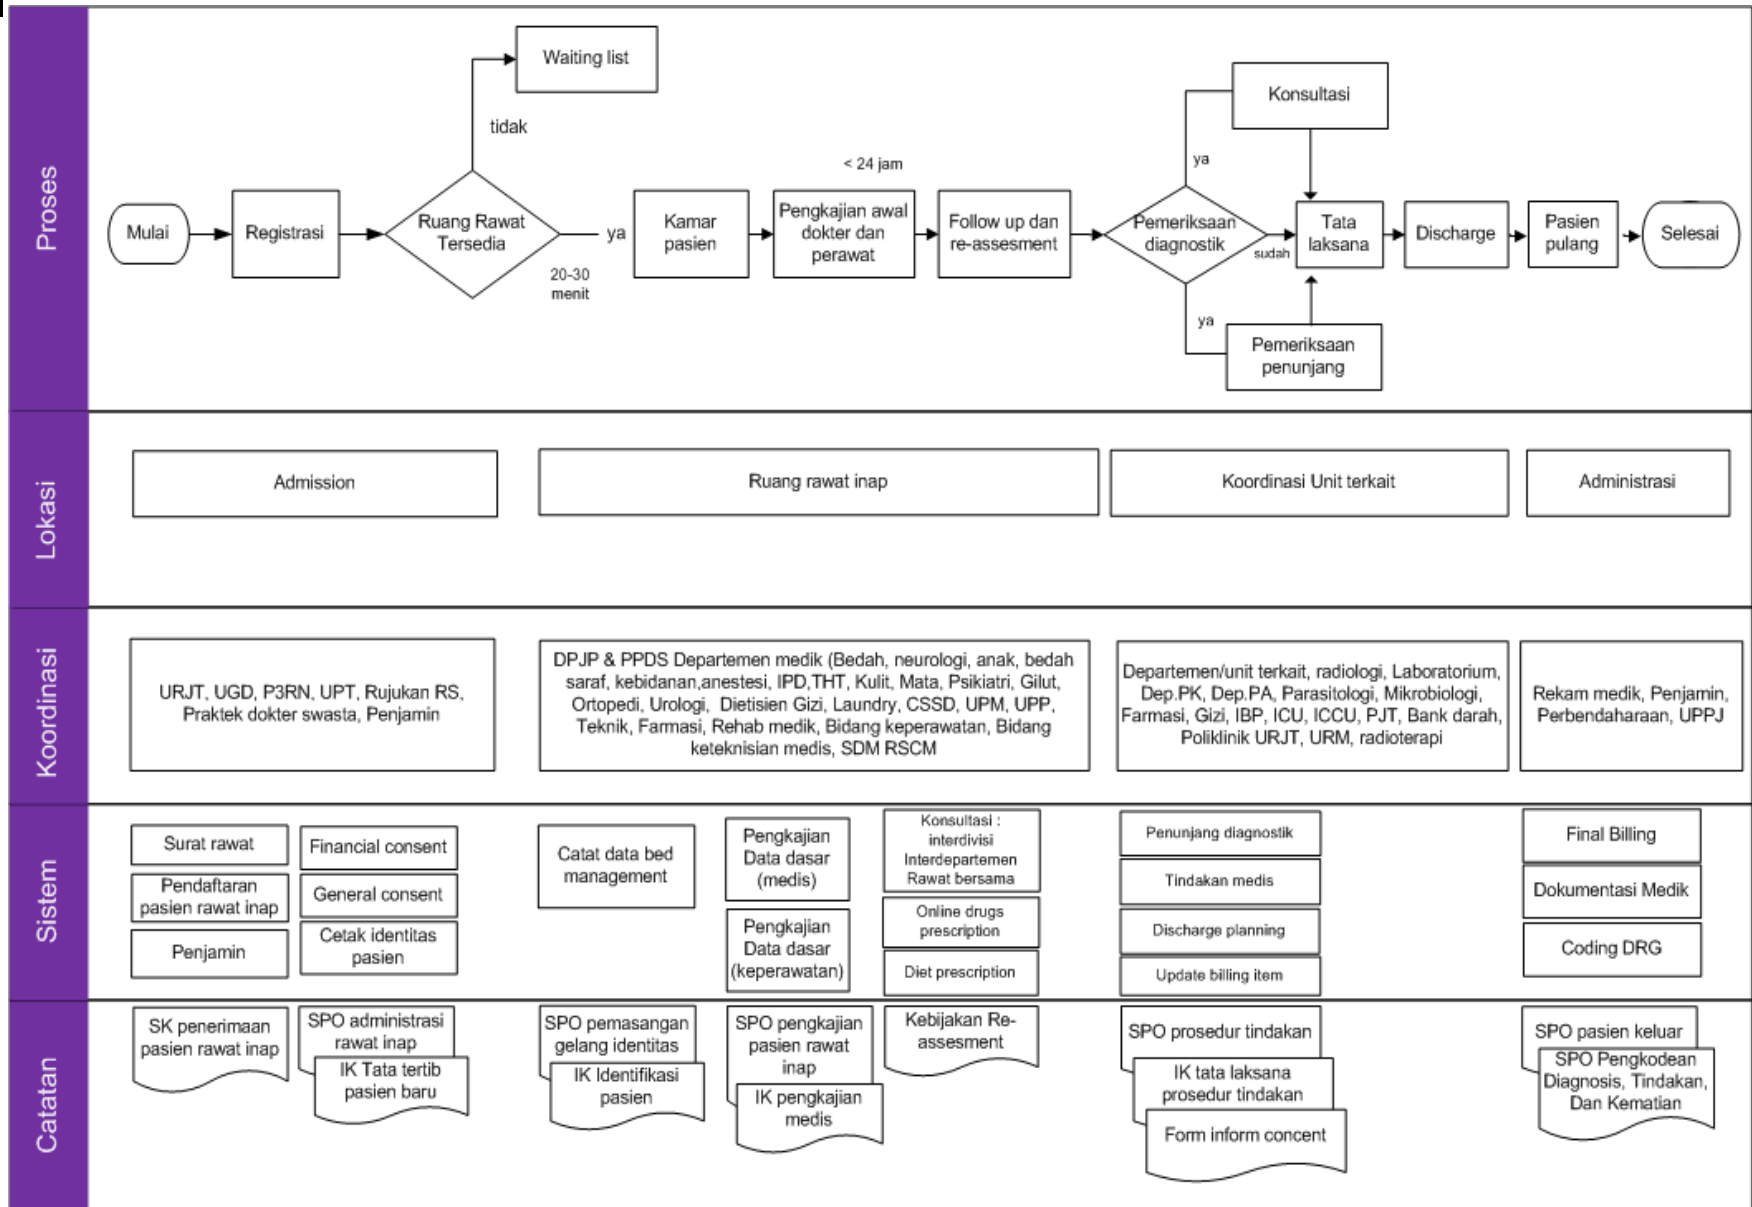 Proses
Waiting list
tidak
Mulai
Registrasi
Ruang Rawat
Tersedia
ya
20-30
menit
Kamar
pasien
< 24 jam
Pengkajian awal
dokter dan
perawat
Follow up dan
re-assesment
Pemeriksaan
diagnostik
ya
Konsultasi
sudah
ya
Pemeriksaan
penunjang
Tata
laksana
Discharge
Pasien
pulang
Selesai
Lokasi
Admission
Ruang rawat inap
Koordinasi Unit terkait
Administrasi
Koordinasi
URJT, UGD, P3RN, UPT, Rujukan RS,
Praktek dokter swasta, Penjamin
DPJP & PPDS Departemen medik (Bedah, neurologi, anak, bedah
saraf, kebidanan,anestesi, IPD,THT, Kulit, Mata, Psikiatri, Gilut,
Ortopedi, Urologi, Dietisien Gizi, Laundry, CSSD, UPM, UPP,
Teknik, Farmasi, Rehab medik, Bidang keperawatan, Bidang
keteknisian medis, SDM RSCM
Departemen/unit terkait, radiologi, Laboratorium,
Dep.PK, Dep.PA, Parasitologi, Mikrobiologi,
Farmasi, Gizi, IBP, ICU, ICCU, PJT, Bank darah,
Poliklinik URJT, URM, radioterapi
Rekam medik, Penjamin,
Perbendaharaan, UPPJ
Sistem
Surat rawat
Pendaftaran
pasien rawat inap
Penjamin
Financial consent
General consent
Cetak identitas
pasien
Catat data bed
management
Pengkajian
Data dasar
(medis)
Pengkajian
Data dasar
(keperawatan)
Konsultasi :
interdivisi
Interdepartemen
Rawat bersama
Online drugs
prescription
Diet prescription
Penunjang diagnostik
Tindakan medis
Discharge planning
Update billing item
Final Billing
Dokumentasi Medik
Coding DRG
Catatan
SK penerimaan
pasien rawat inap
SPO administrasi
rawat inap
IK Tata tertib
pasien baru
SPO pemasangan
gelang identitas
IK Identifikasi
pasien
SPO pengkajian
pasien rawat
inap
IK pengkajian
medis
Kebijakan Re-
assesment
SPO prosedur tindakan
IK tata laksana
prosedur tindakan
Form inform concent
SPO pasien keluar
SPO Pengkodean
Diagnosis, Tindakan,
Dan Kematian